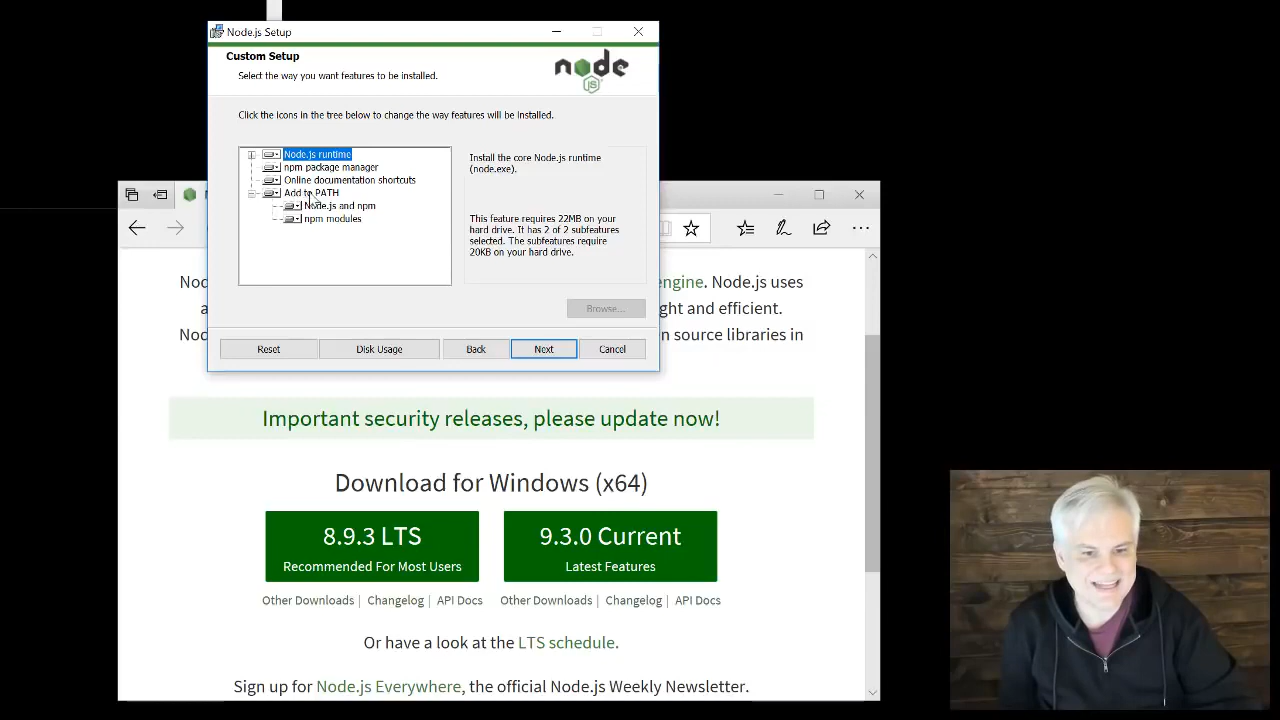 Node.js Setup
Custom Setup
Select the way you want features to be installed.
node
JS
Click the icons in the tree below to change the way features will be installed.
Node.js runtime
npm package manager
Online documentation shortcuts
Add to PATH
Node.js and npm
npm modules
Install the core Node.js runtime
(node.exe).
This feature requires 22MB on your
hard drive. It has 2 of 2 subfeatures
selected. The subfeatures require
20KB on your hard drive.
Browse...
Reset
Disk Usage
Back
Next
Cancel
engine. Node.js uses
ght and efficient.
n source libraries in
Important security releases, please update now!
Download for Windows (x64)
8.9.3 LTS
Recommended For Most Users
9.3.0 Current
Latest Features
Other Downloads | Changelog | API Docs
Other Downloads | Changelog | API Docs
Or have a look at the LTS schedule.
Sign up for Node.js Everywhere, the official Node.js Weekly Newsletter.